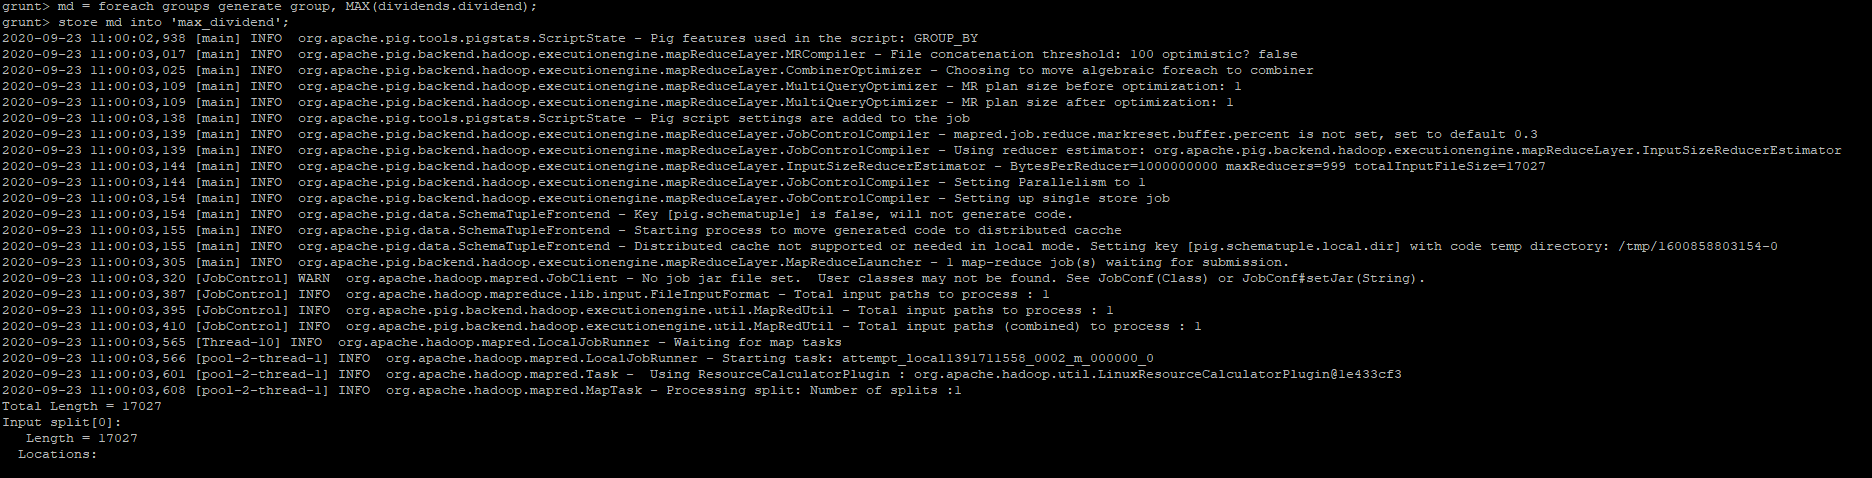 grunt> md = foreach groups generate group, MAX(dividends.dividend);
grunt> store md into 'max_dividend';
2020-09-23 11:00:02,938 [main] INFO  org.apache.pig.tools.pigstats.ScriptState - Pig features used in the script: GROUP_BY
2020-09-23 11:00:03,017 [main] INFO  org.apache.pig.backend.hadoop.executionengine.mapReduceLayer.MRCompiler - File concatenation threshold: 100 optimistic? false
2020-09-23 11:00:03,025 [main] INFO  org.apache.pig.backend.hadoop.executionengine.mapReduceLayer.CombinerOptimizer - Choosing to move algebraic foreach to combiner
2020-09-23 11:00:03,109 [main] INFO  org.apache.pig.backend.hadoop.executionengine.mapReduceLayer.MultiQueryOptimizer - MR plan size before optimization: 1
2020-09-23 11:00:03,109 [main] INFO  org.apache.pig.backend.hadoop.executionengine.mapReduceLayer.MultiQueryOptimizer - MR plan size after optimization: 1
2020-09-23 11:00:03,138 [main] INFO  org.apache.pig.tools.pigstats.ScriptState - Pig script settings are added to the job
2020-09-23 11:00:03,139 [main] INFO  org.apache.pig.backend.hadoop.executionengine.mapReduceLayer.JobControlCompiler - mapred.job.reduce.markreset.buffer.percent is not set, set to default 0.3
2020-09-23 11:00:03,139 [main] INFO  org.apache.pig.backend.hadoop.executionengine.mapReduceLayer.JobControlCompiler - Using reducer estimator: org.apache.pig.backend.hadoop.executionengine.mapReduceLayer.InputSizeReducerEstimator
2020-09-23 11:00:03,144 [main] INFO  org.apache.pig.backend.hadoop.executionengine.mapReduceLayer.InputSizeReducerEstimator - BytesPerReducer=1000000000 maxReducers=999 totalInputFileSize=17027
2020-09-23 11:00:03,144 [main] INFO  org.apache.pig.backend.hadoop.executionengine.mapReduceLayer.JobControlCompiler - Setting Parallelism to 1
2020-09-23 11:00:03,154 [main] INFO  org.apache.pig.backend.hadoop.executionengine.mapReduceLayer.JobControlCompiler - Setting up single store job
2020-09-23 11:00:03,154 [main] INFO  org.apache.pig.data.SchemaTupleFrontend - Key [pig.schematuple] is false, will not generate code.
2020-09-23 11:00:03,155 [main] INFO  org.apache.pig.data.SchemaTupleFrontend - Starting process to move generated code to distributed cacche
2020-09-23 11:00:03,155 [main] INFO  org.apache.pig.data.SchemaTupleFrontend - Distributed cache not supported or needed in local mode. Setting key [pig.schematuple.local.dir] with code temp directory: /tmp/1600858803154-0
2020-09-23 11:00:03,305 [main] INFO  org.apache.pig.backend.hadoop.executionengine.mapReduceLayer.MapReduceLauncher - 1 map-reduce job(s) waiting for submission.
2020-09-23 11:00:03,320 [JobControl] WARN  org.apache.hadoop.mapred.JobClient - No job jar file set.  User classes may not be found. See JobConf(Class) or JobConf#setJar(String).
2020-09-23 11:00:03,387 [JobControl] INFO  org.apache.hadoop.mapreduce.lib.input.FileInputFormat - Total input paths to process : 1
2020-09-23 11:00:03,395 [JobControl] INFO  org.apache.pig.backend.hadoop.executionengine.util.MapRedUtil - Total input paths to process : 1
2020-09-23 11:00:03,410 [JobControl] INFO  org.apache.pig.backend.hadoop.executionengine.util.MapRedUtil - Total input paths (combined) to process : 1
2020-09-23 11:00:03,565 [Thread-10] INFO  org.apache.hadoop.mapred.LocalJobRunner - Waiting for map tasks
2020-09-23 11:00:03,566 [pool-2-thread-1] INFO  org.apache.hadoop.mapred.LocalJobRunner - Starting task: attempt_local1391711558_0002_m_000000_0
2020-09-23 11:00:03,601 [pool-2-thread-1] INFO  org.apache.hadoop.mapred.Task -  Using ResourceCalculatorPlugin : org.apache.hadoop.util.LinuxResourceCalculatorPlugin@1e433cf3
2020-09-23 11:00:03,608 [pool-2-thread-1] INFO  org.apache.hadoop.mapred.MapTask - Processing split: Number of splits :1
Total Length = 17027
Input split[0]:
   Length = 17027
  Locations: